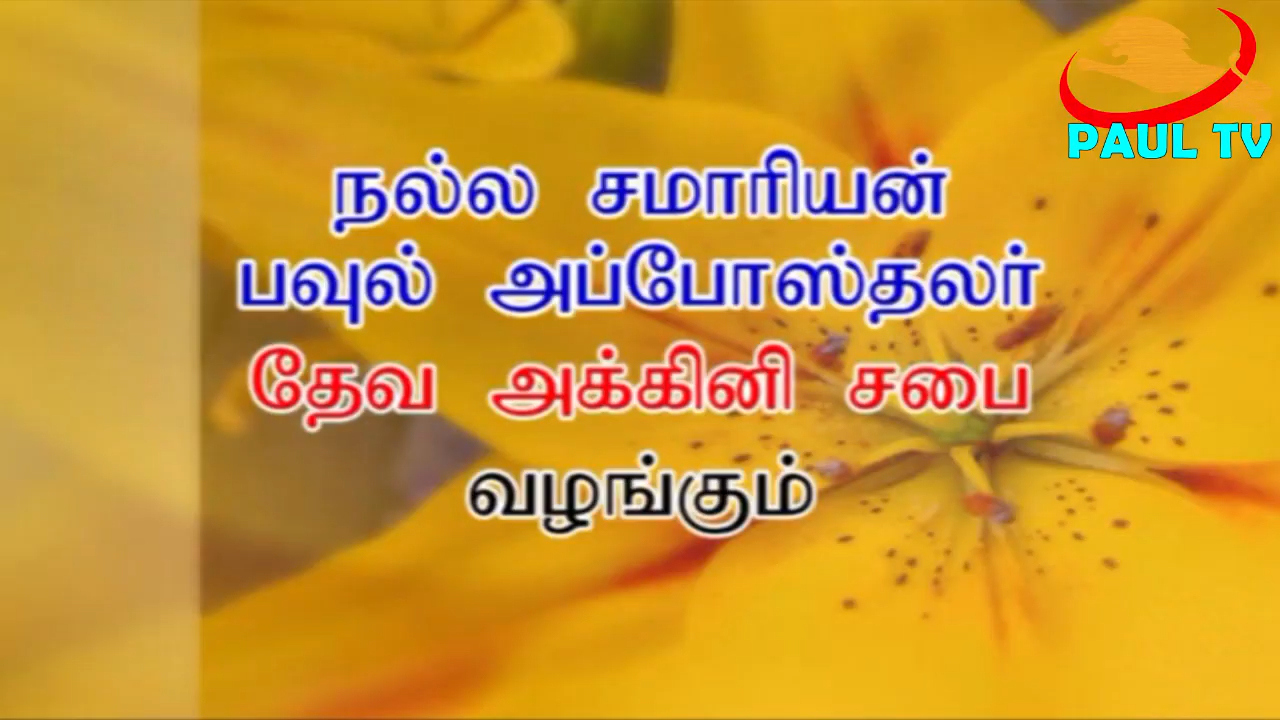 PAUL TV
நல்ல சமாரியன்
பவுல் அப்போஸ்தலர்
தேவ அக்கினி சபை
வழங்கும்